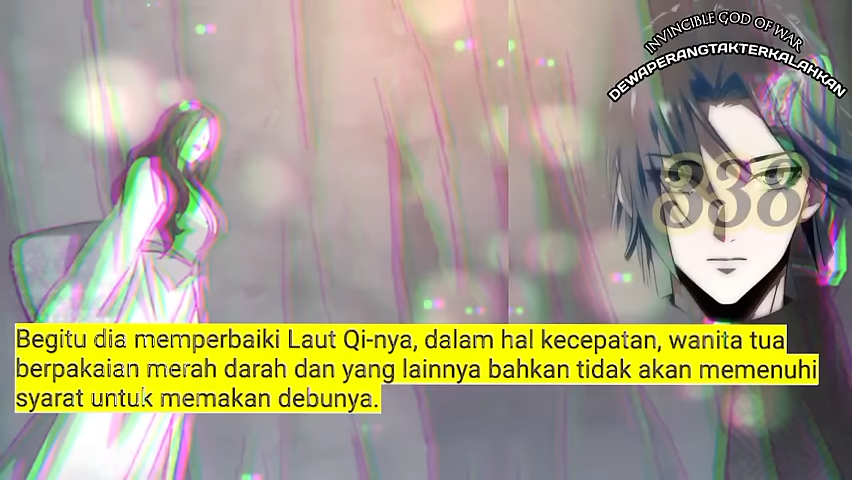 INVINCIBLE GOD OF WAR
DEWAPERANGTAKTERKALAHKAN
338
Begitu dia memperbaiki Laut Qi-nya, dalam hal kecepatan, wanita tua
berpakaian merah darah dan yang lainnya bahkan tidak akan memenuhi
syarat untuk memakan debunya.